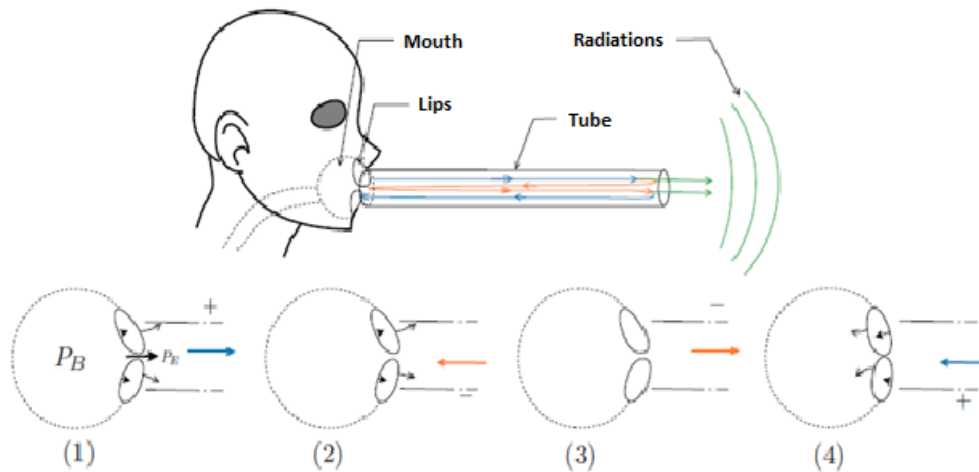 Mouth
Radiations
Lips
Tube
+
P_B
P_E
(1)
−
(2)
−
(3)
+
(4)